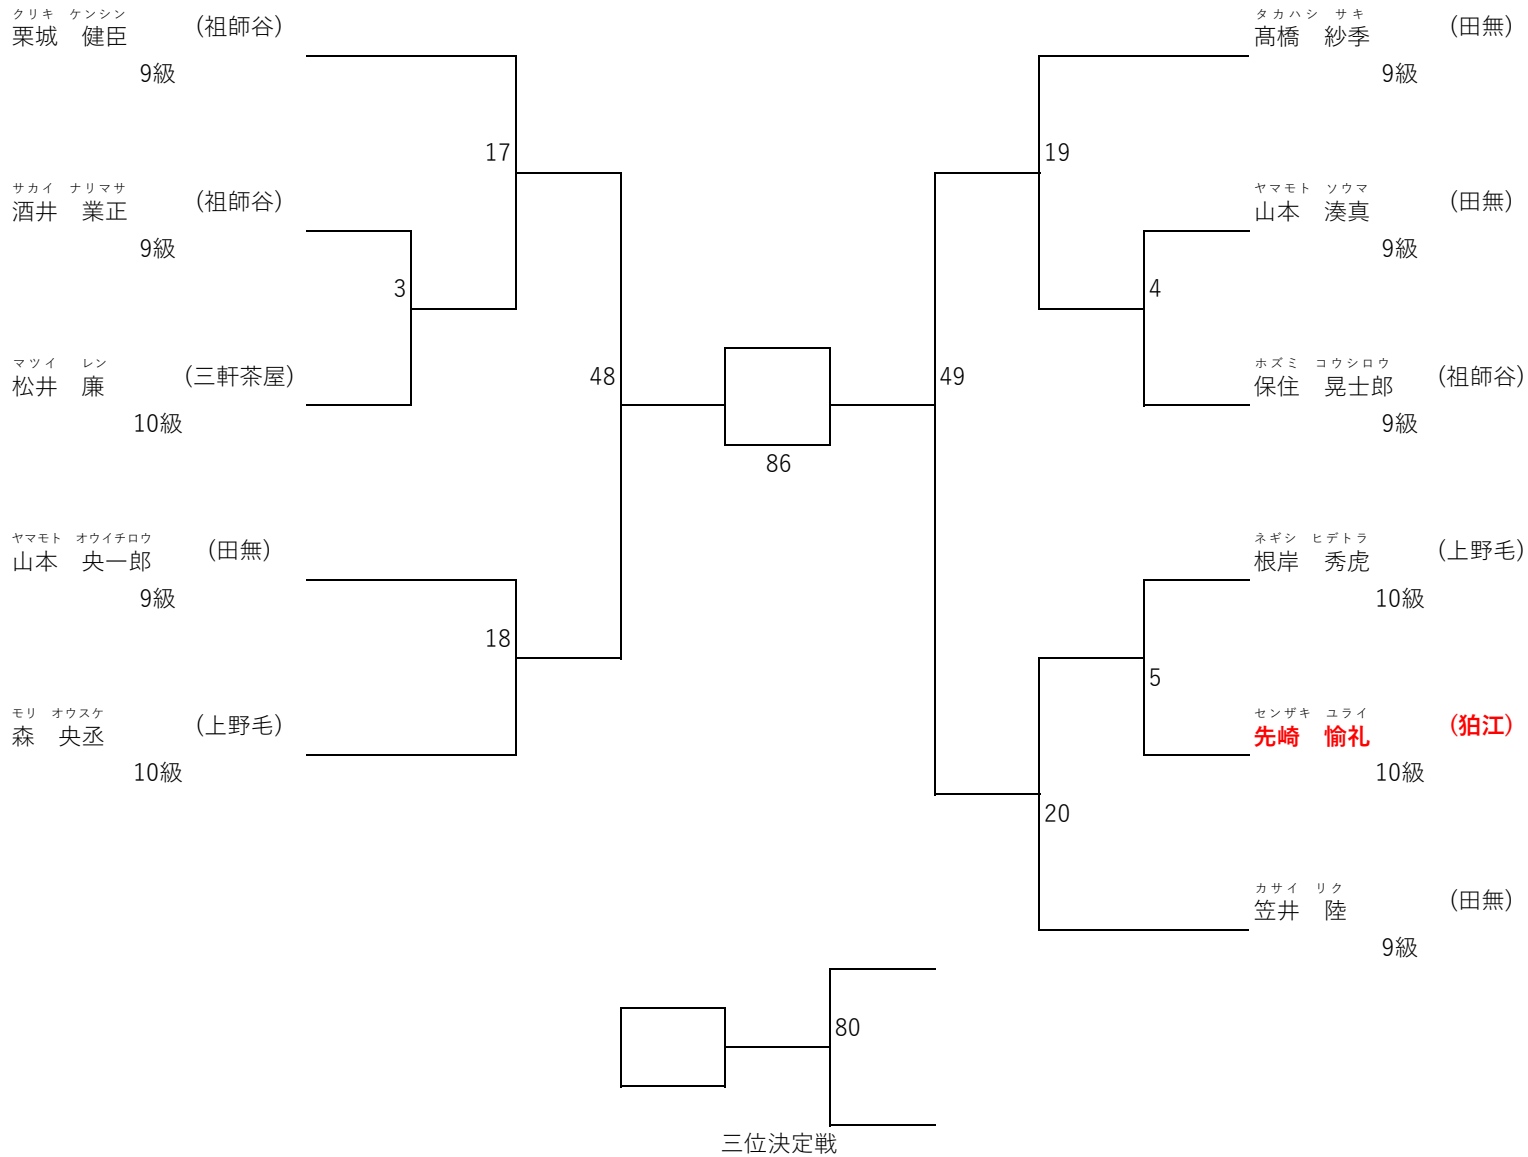 クリキ　ケンシン
栗城　健臣
(祖師谷)
9級
サカイ　ナリマサ
酒井　業正
(祖師谷)
9級
マツイ　レン
松井　廉
(三軒茶屋)
10級
ヤマモト　オウイチロウ
山本　央一郎
(田無)
9級
モリ　オウスケ
森　央丞
(上野毛)
10級
17
3
48
18
86
タカハシ　サキ
髙橋　紗季
(田無)
9級
ヤマモト　ソウマ
山本　湊真
(田無)
9級
ホズミ　コウシロウ
保住　晃士郎
(祖師谷)
9級
ネギシ　ヒデトラ
根岸　秀虎
(上野毛)
10級
センザキ　ユライ
先崎　愉礼
(狛江)
10級
カサイ　リク
笠井　陸
(田無)
9級
19
4
49
5
20
80
三位決定戦